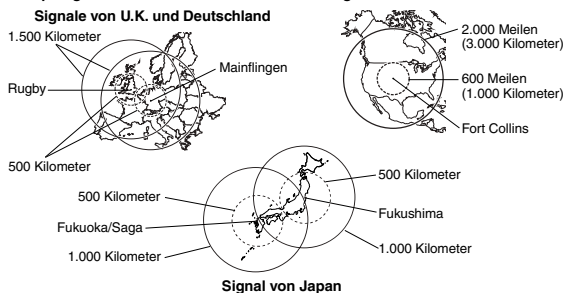 Signale von U.K. und Deutschland
1.500 Kilometer
Mainflingen
Rugby
500 Kilometer
2.000 Meilen
(3.000 Kilometer)
600 Meilen
(1.000 Kilometer)
Fort Collins
500 Kilometer
500 Kilometer
Fukuoka/Saga
Fukushima
1.000 Kilometer
1.000 Kilometer
Signal von Japan